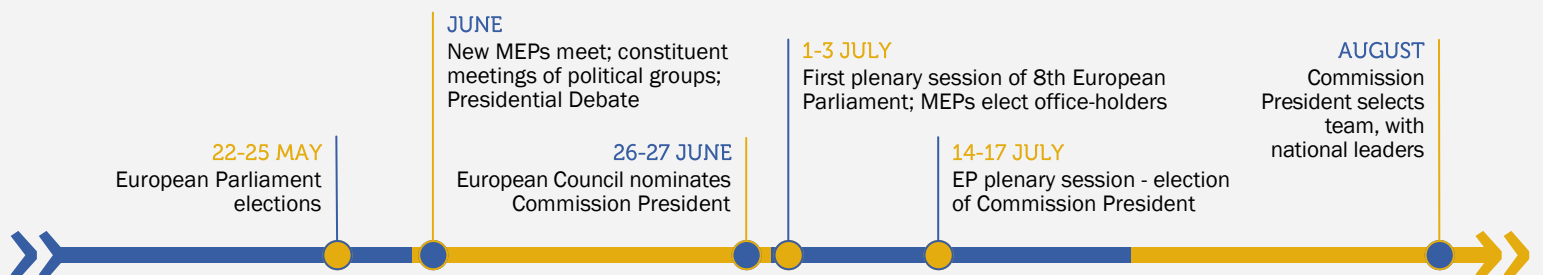 JUNE
New MEPs meet; constituent
meetings of political groups;
Presidential Debate
1-3 JULY
First plenary session of 8th European
Parliament; MEPs elect office-holders
AUGUST
Commission
President selects
team, with
national leaders
22-25 MAY
European Parliament
elections
26-27 JUNE
European Council nominates
Commission President
14-17 JULY
EP plenary session - election
of Commission President